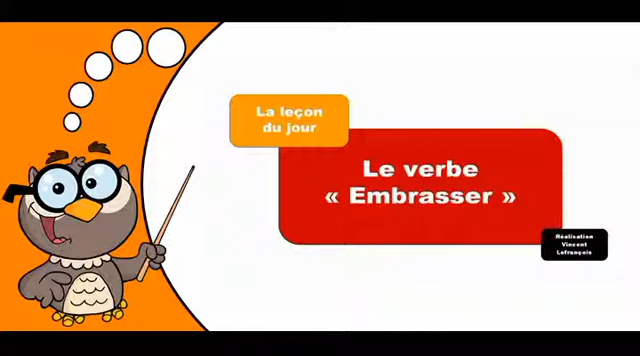 La leçon
du jour
Le verbe
« Embrasser »
Réalisation
Vincent
Lefrançois